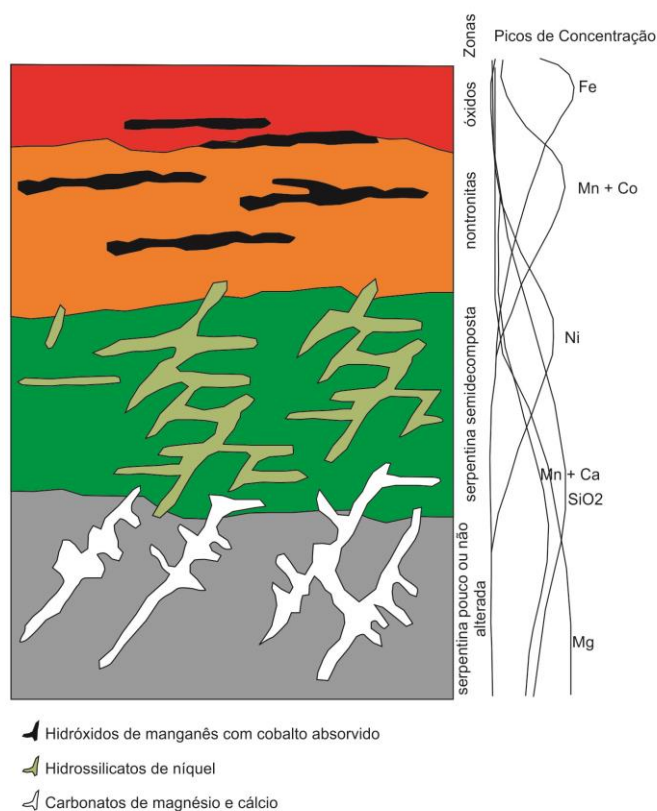 Zonas
Picos de Concentração
óxidos
nontronitas
serpentina semidecomposta
serpentina pouco ou não
alterada
Fe
Mn + Co
Ni
Mn + Ca
SiO2
Mg
Hidróxidos de manganês com cobalto absorvido
Hidrossilicatos de níquel
Carbonatos de magnésio e cálcio